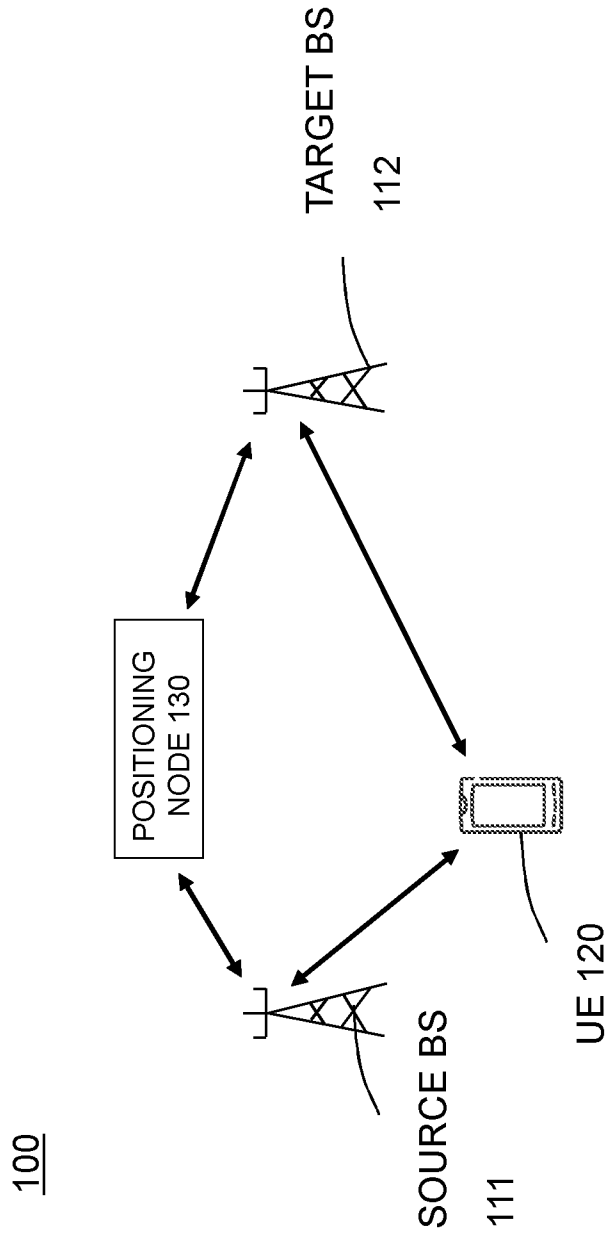 100
POSITIONING
NODE 130
TARGET BS
112
SOURCE BS
111
UE 120